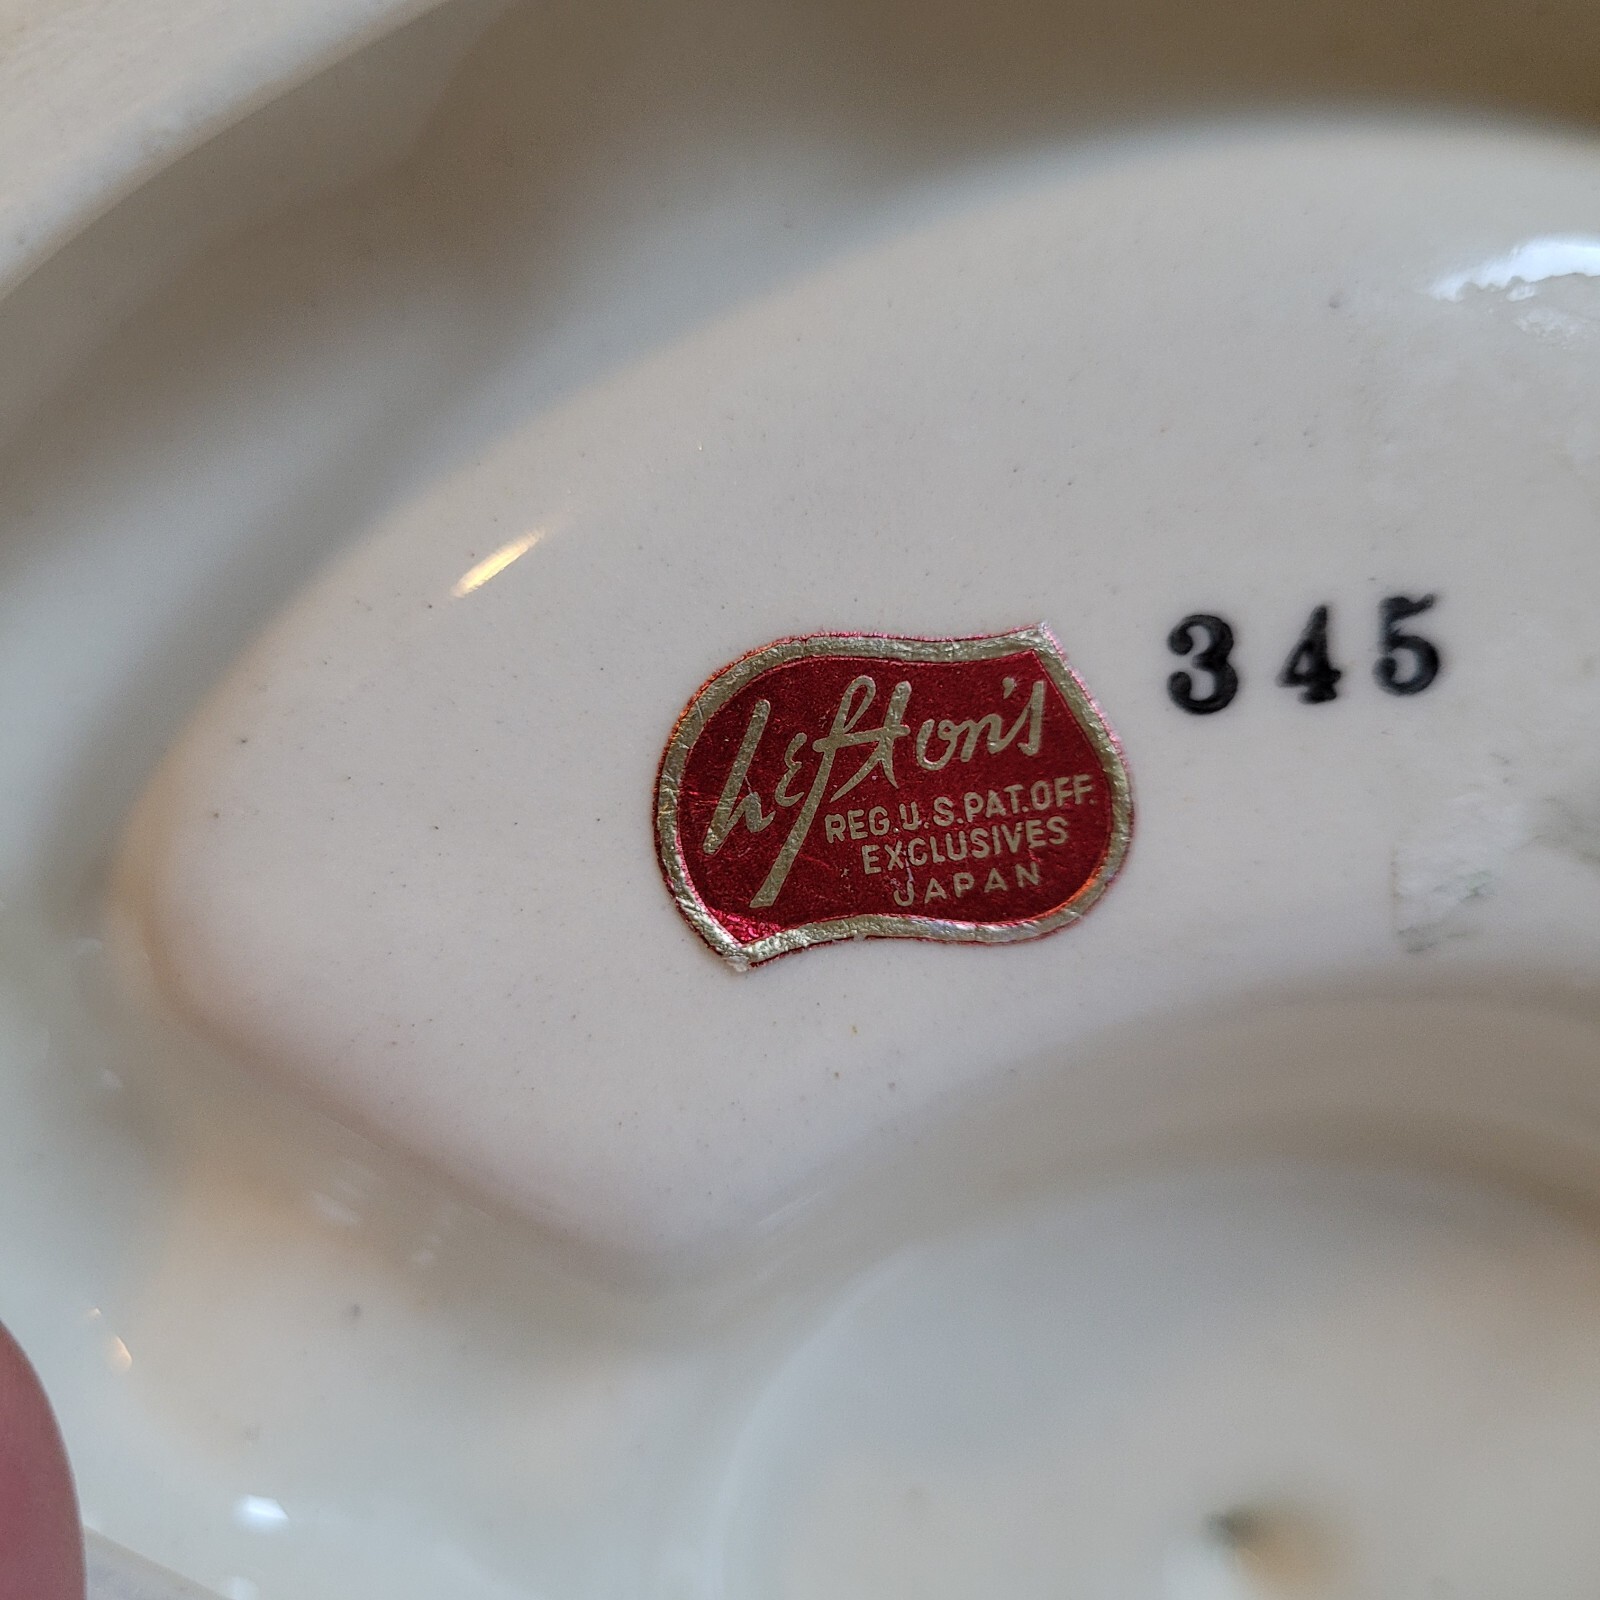 Lefton's
REG. U.S. PAT. OFF.
EXCLUSIVES
JAPAN
345